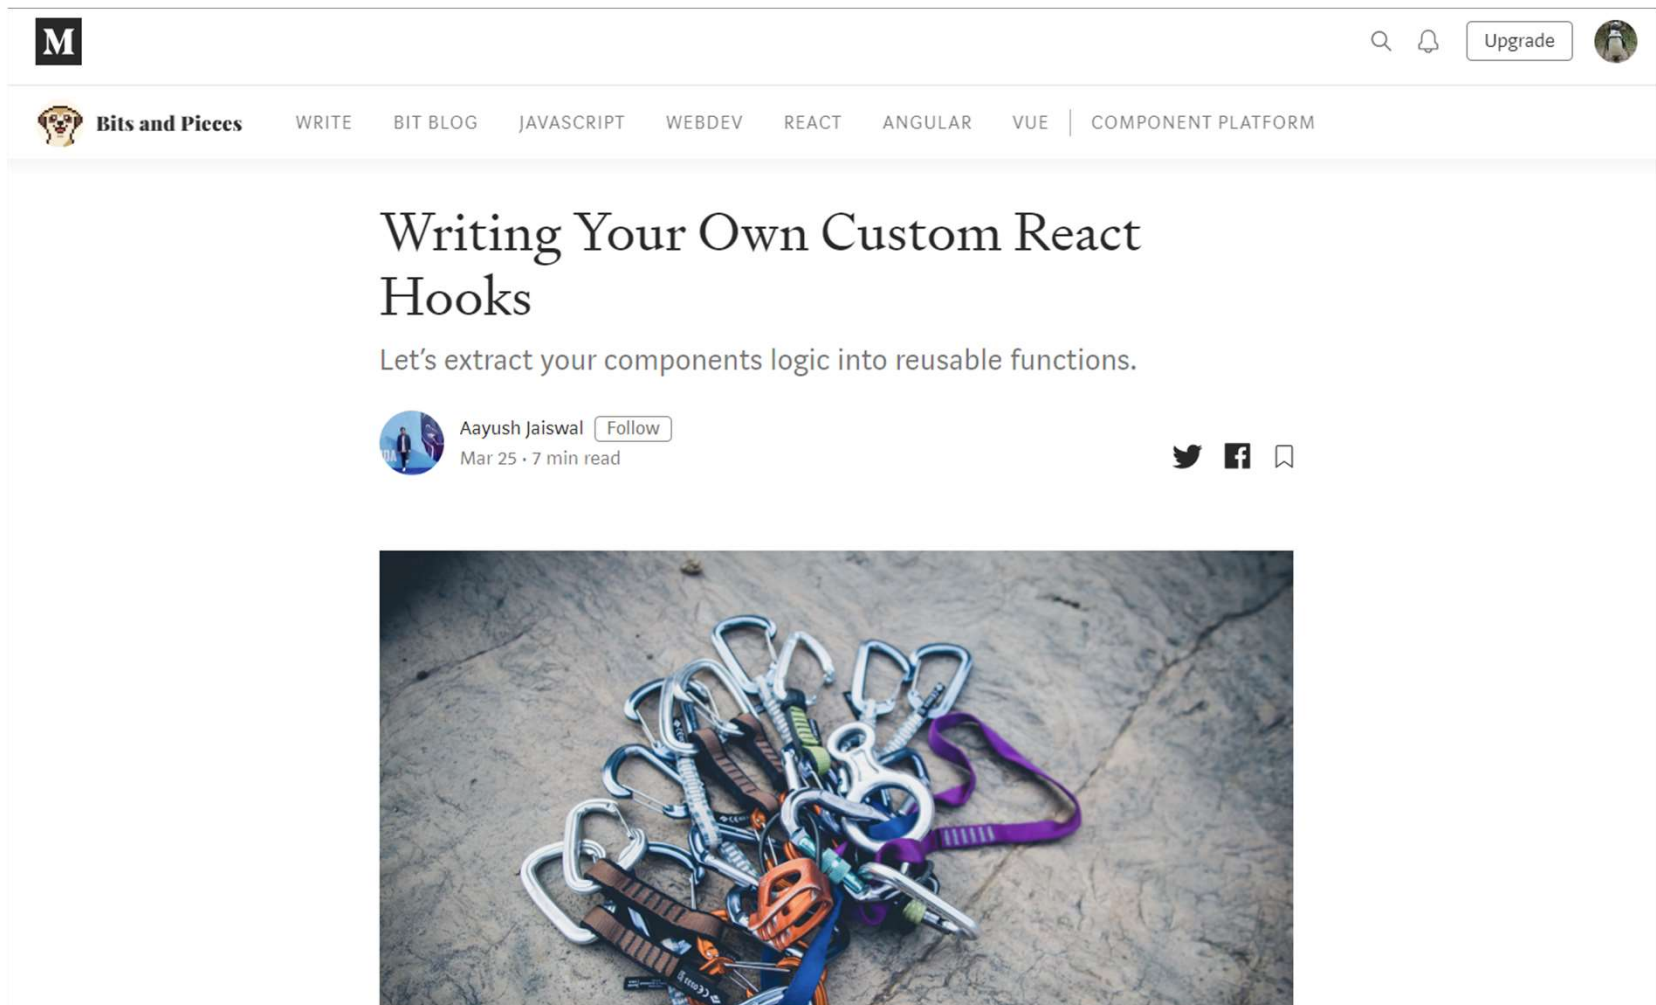 M
Upgrade
Bits and Pieces WRITE BIT BLOG JAVASCRIPT WEBDEV REACT ANGULAR VUE COMPONENT PLATFORM
Writing Your Own Custom React
Hooks
Let's extract your components logic into reusable functions.
Aayush Jaiswal Follow
Mar 25 · 7 min read